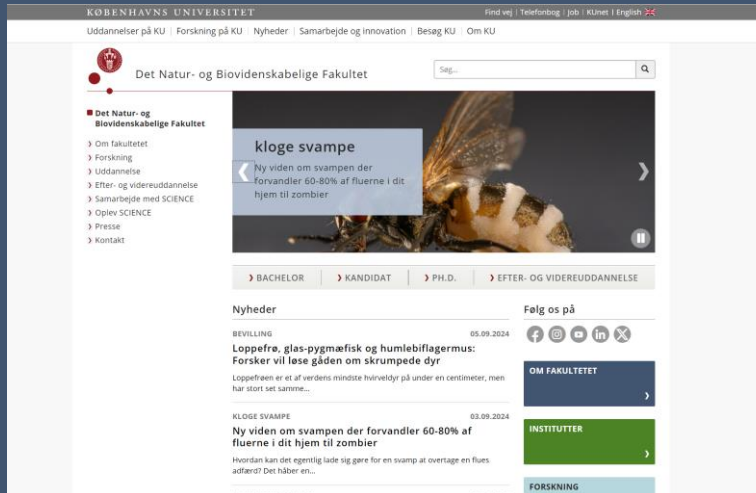 KØBENHAVNS UNIVERSITET
Find vej | Telefonbog | Job | KUnet | English
Uddannelser på KU | Forskning på KU | Nyheder | Samarbejde og innovation | Besøg KU | Om KU
Det Natur- og Biovidenskabelige Fakultet
Søg...
Det Natur- og
Biovidenskabelige Fakultet
Om fakultetet
Forskning
Uddannelse
Efter- og videreuddannelse
Samarbejde med SCIENCE
Oplev SCIENCE
Presse
Kontakt
kloge svampe
Ny viden om svampen der
forvandler 60-80% af fluerne i dit
hjem til zombier
BACHELOR
KANDIDAT
PH.D.
EFTER- OG VIDEREUDDANNELSE
Nyheder
BEVILLING 05.09.2024
Loppefrø, glas-pygmæfisk og humlebiflagermus:
Forsker vil løse gåden om skrumpede dyr
Loppefrøen er et af verdens mindste hvirveldyr på under en centimeter, men
har stort set samme...
KLOGE SVAMPE 03.09.2024
Ny viden om svampen der forvandler 60-80% af
fluerne i dit hjem til zombier
Hvordan kan det egentlig lade sig gøre for en svamp at overtage en flues
adfærd? Det håber en...
Følg os på
OM FAKULTETET
INSTITUTTER
FORSKNING